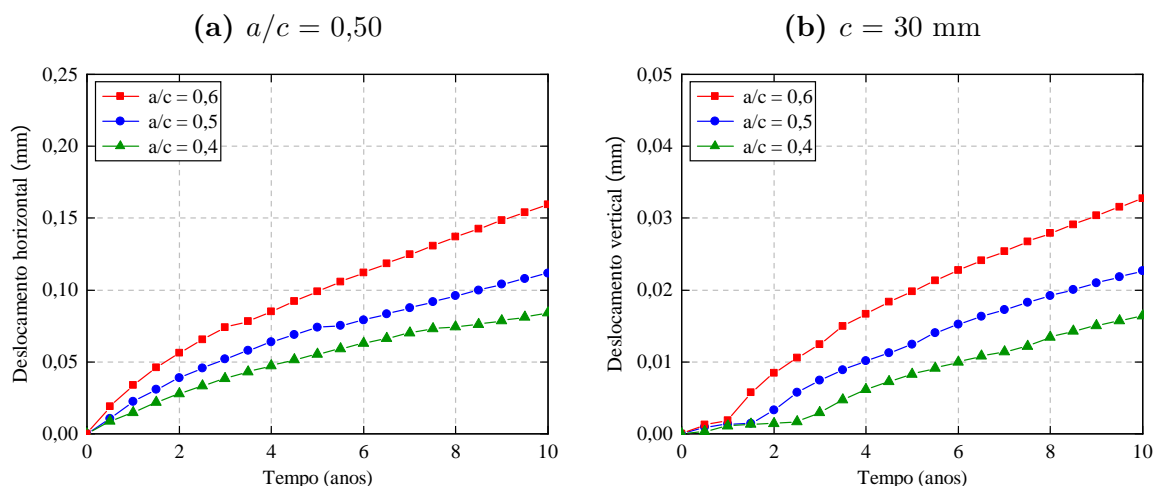 (a) a/c = 0,50
0,25
0,20
0,15
0,10
0,05
0,00
Deslocamento horizontal (mm)
a/c = 0,6
a/c = 0,5
a/c = 0,4
0 2 4 6 8 10
Tempo (anos)
(b) c = 30 mm
0,05
0,04
0,03
0,02
0,01
0,00
Deslocamento vertical (mm)
a/c = 0,6
a/c = 0,5
a/c = 0,4
0 2 4 6 8 10
Tempo (anos)